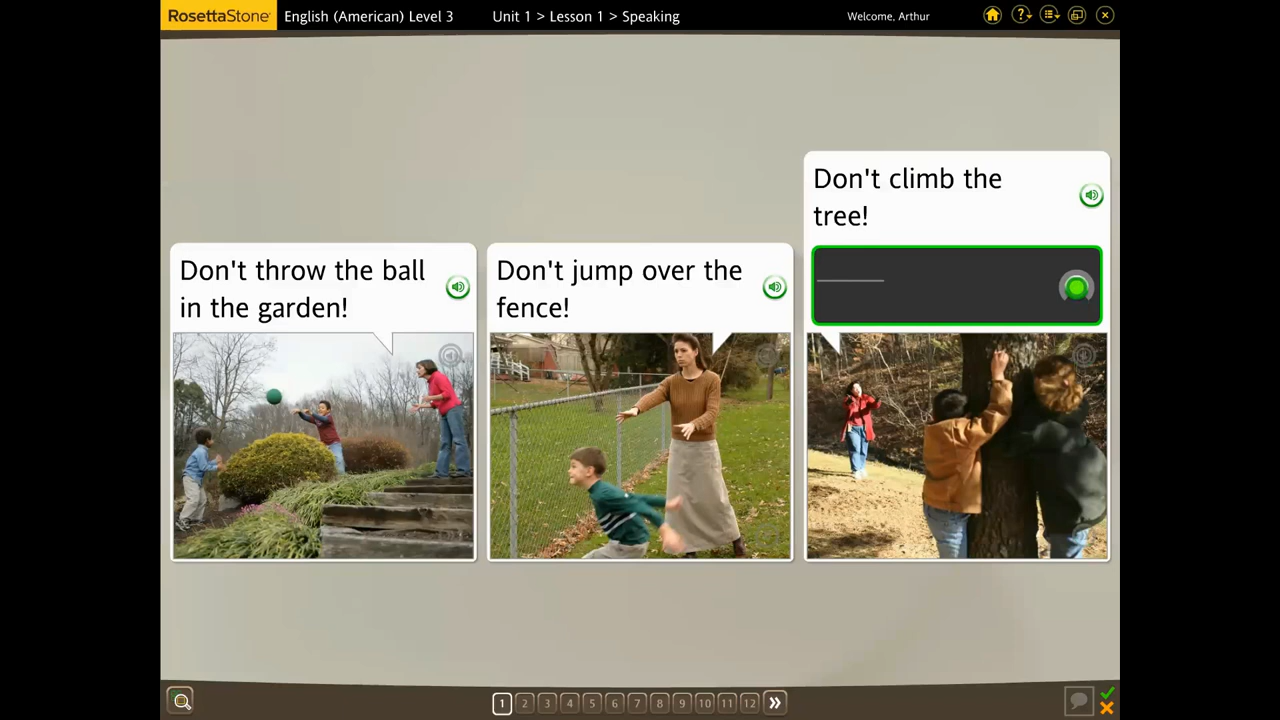 RosettaStone English (American) Level 3 Unit 1 > Lesson 1 > Speaking Welcome, Arthur
Don't throw the ball
in the garden!
Don't jump over the
fence!
Don't climb the
tree!
1 2 3 4 5 6 7 8 9 10 11 12